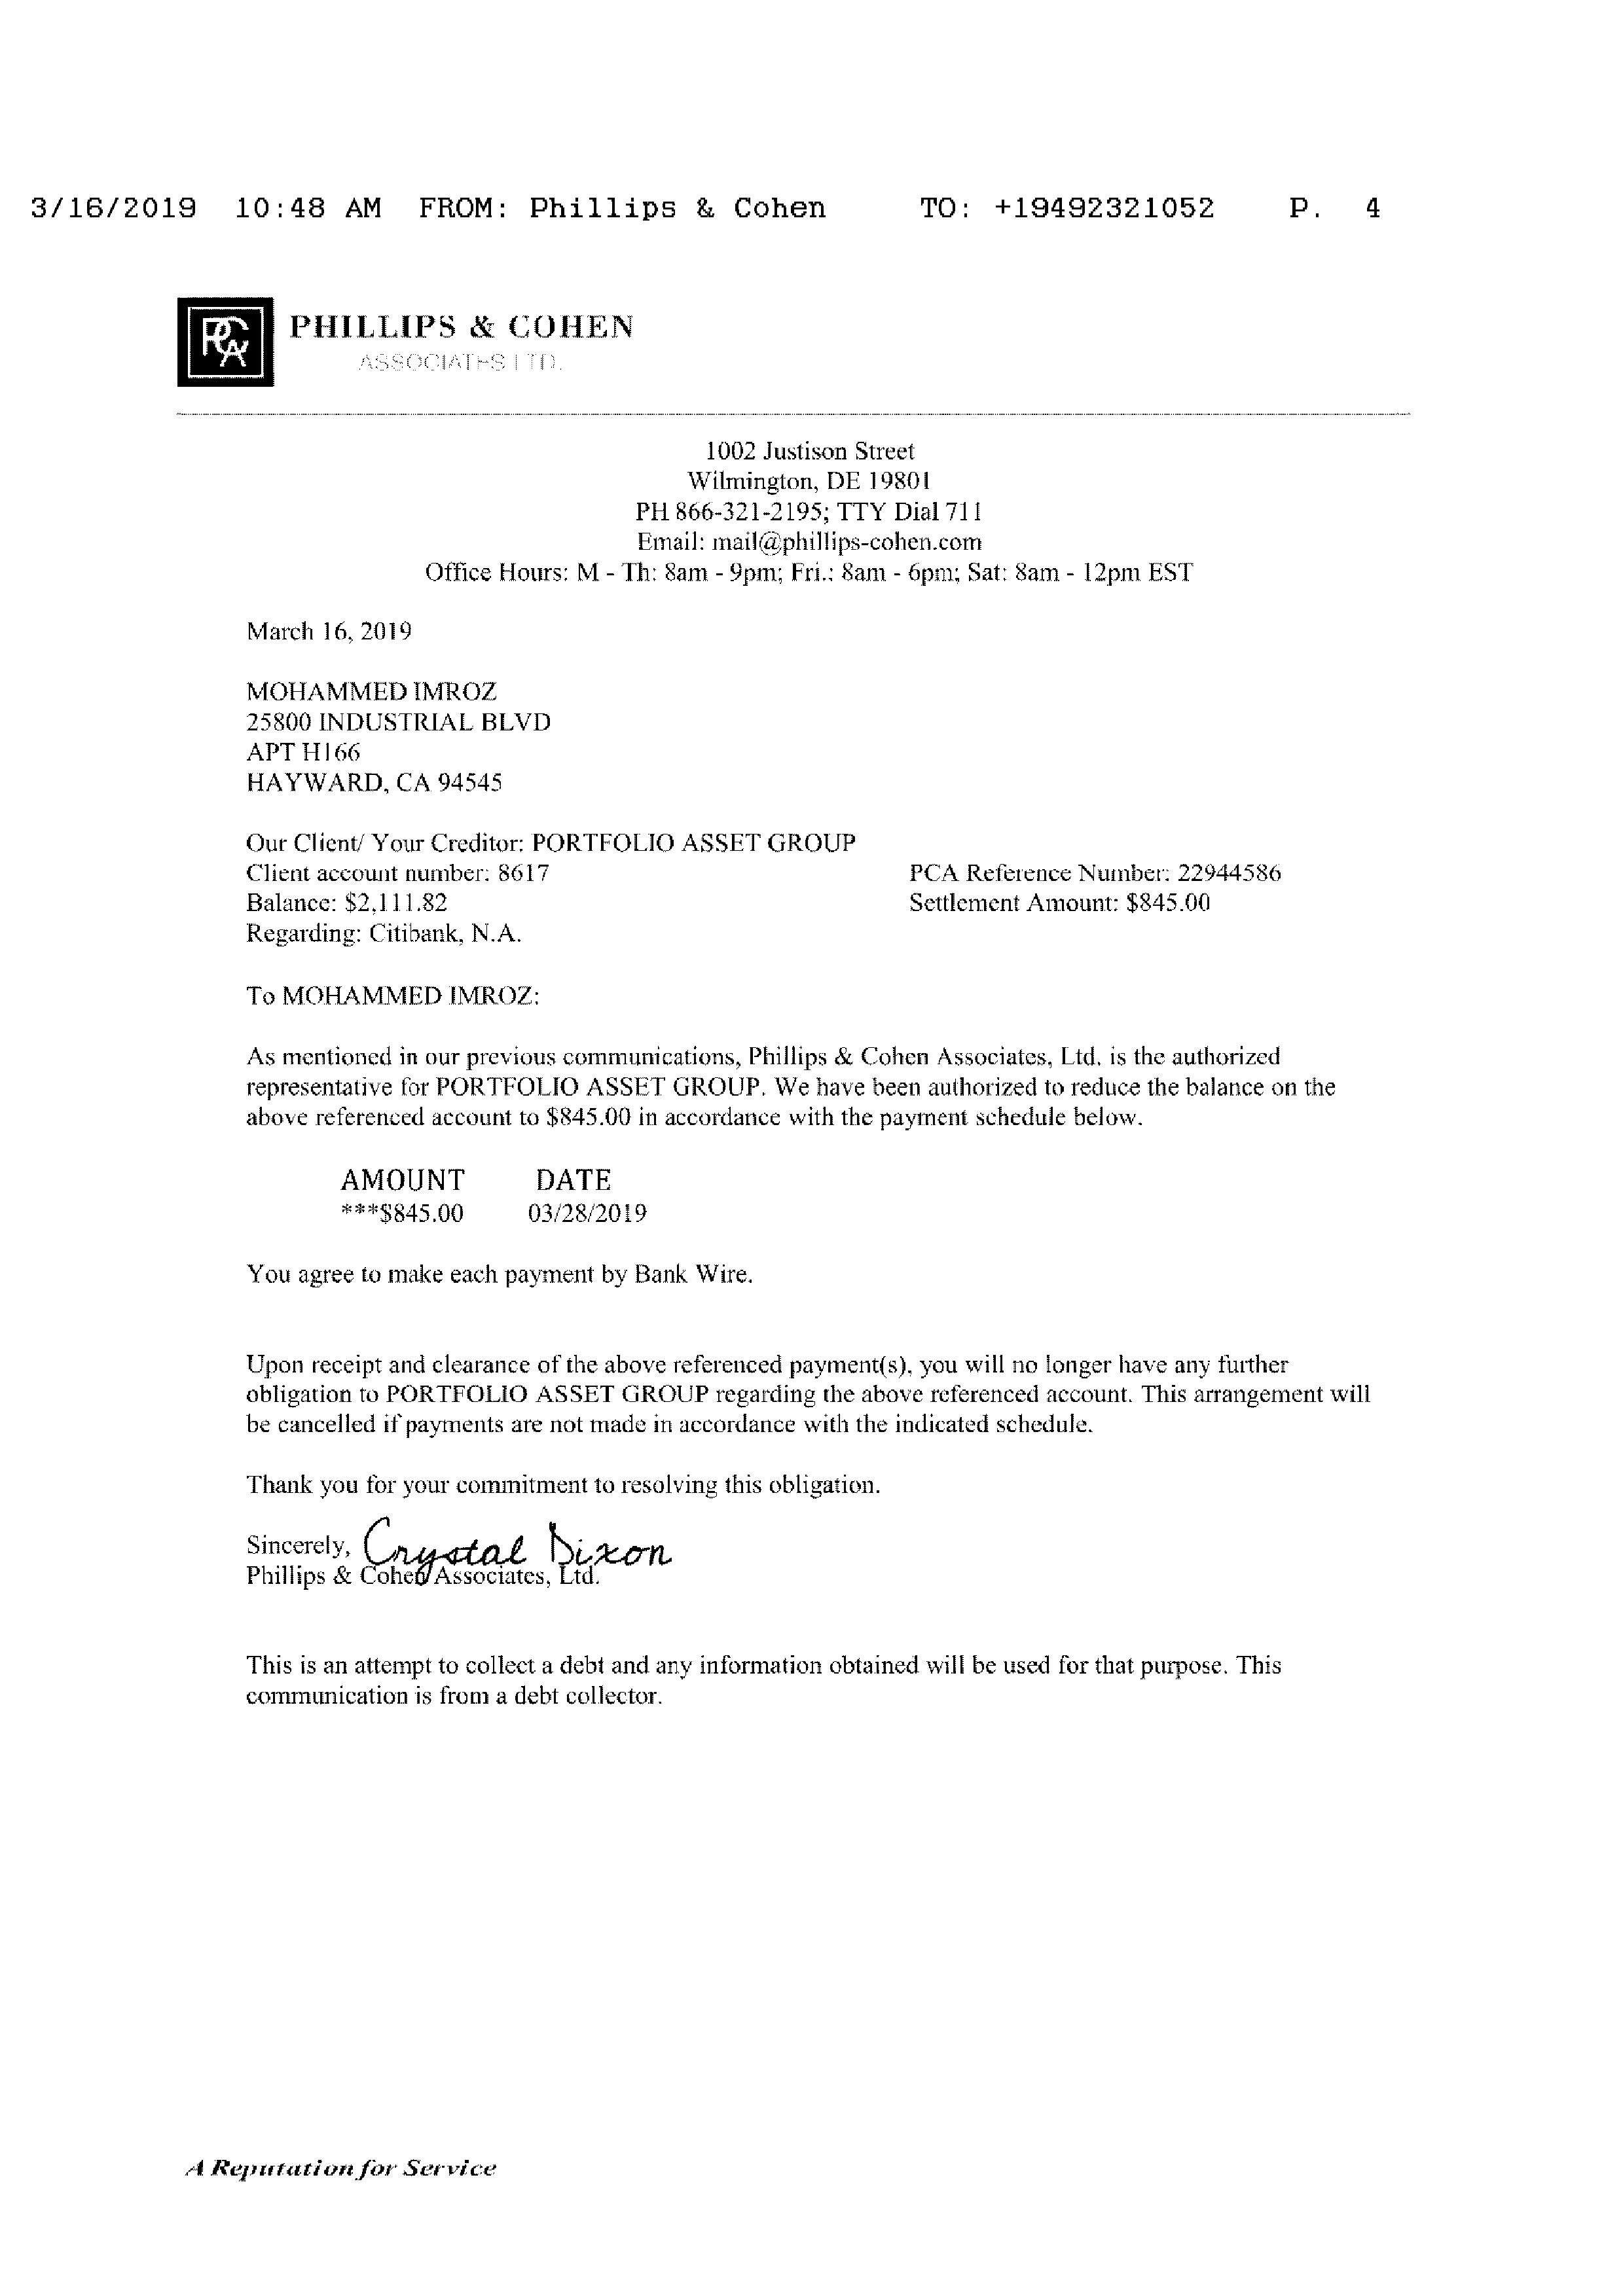 3/16/2019 10:48 AM FROM: Phillips & Cohen TO: +19492321052 P. 4
PCA
PHILLIPS & COHEN
ASSOCIATES LTD.
1002 Justison Street
Wilmington, DE 19801
PH 866-321-2195; TTY Dial 711
Email: mail@phillips-cohen.com
Office Hours: M - Th: 8am - 9pm; Fri.: 8am - 6pm; Sat: 8am - 12pm EST
March 16, 2019
MOHAMMED IMROZ
25800 INDUSTRIAL BLVD
APT H166
HAYWARD, CA 94545
Our Client/ Your Creditor: PORTFOLIO ASSET GROUP
Client account number: 8617 PCA Reference Number: 22944586
Balance: $2,111.82 Settlement Amount: $845.00
Regarding: Citibank, N.A.
To MOHAMMED IMROZ:
As mentioned in our previous communications, Phillips & Cohen Associates, Ltd. is the authorized
representative for PORTFOLIO ASSET GROUP. We have been authorized to reduce the balance on the
above referenced account to $845.00 in accordance with the payment schedule below.
AMOUNT DATE
***$845.00 03/28/2019
You agree to make each payment by Bank Wire.
Upon receipt and clearance of the above referenced payment(s), you will no longer have any further
obligation to PORTFOLIO ASSET GROUP regarding the above referenced account. This arrangement will
be cancelled if payments are not made in accordance with the indicated schedule.
Thank you for your commitment to resolving this obligation.
Sincerely, Crystal Dixon
Phillips & Cohen Associates, Ltd.
This is an attempt to collect a debt and any information obtained will be used for that purpose. This
communication is from a debt collector.
A Reputation for Service